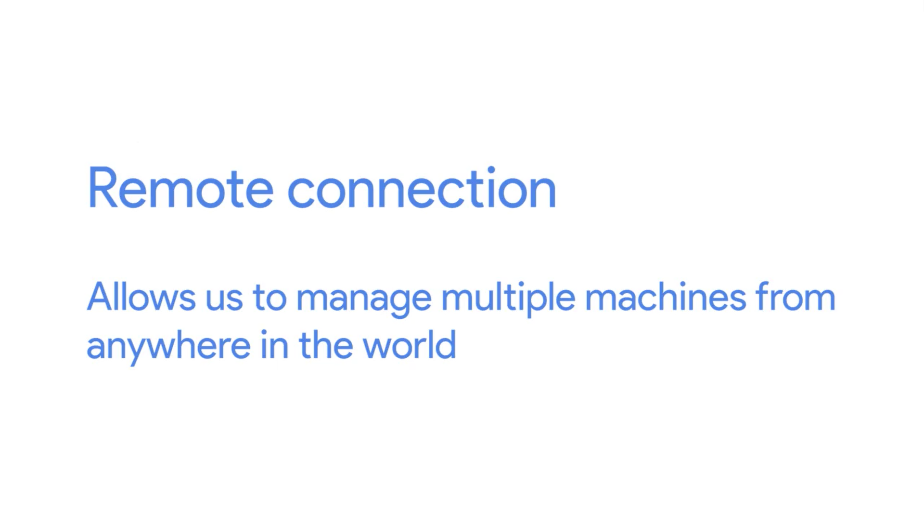 Remote connection
Allows us to manage multiple machines from
anywhere in the world